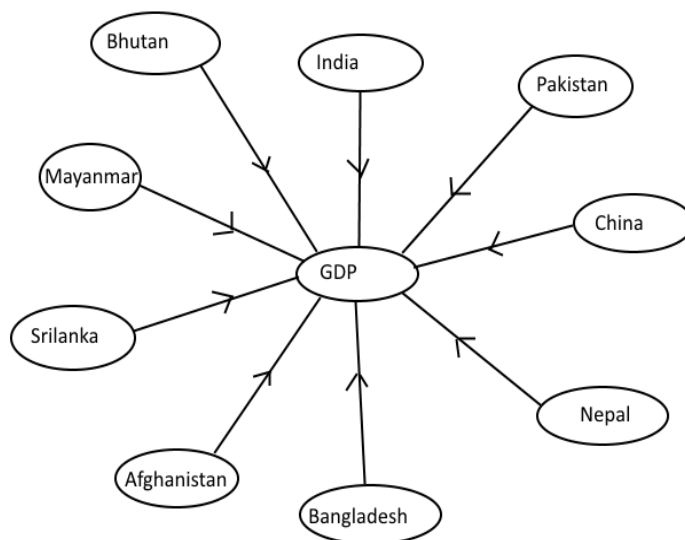 Bhutan
India
Pakistan
Mayanmar
China
GDP
Srilanka
Nepal
Afghanistan
Bangladesh